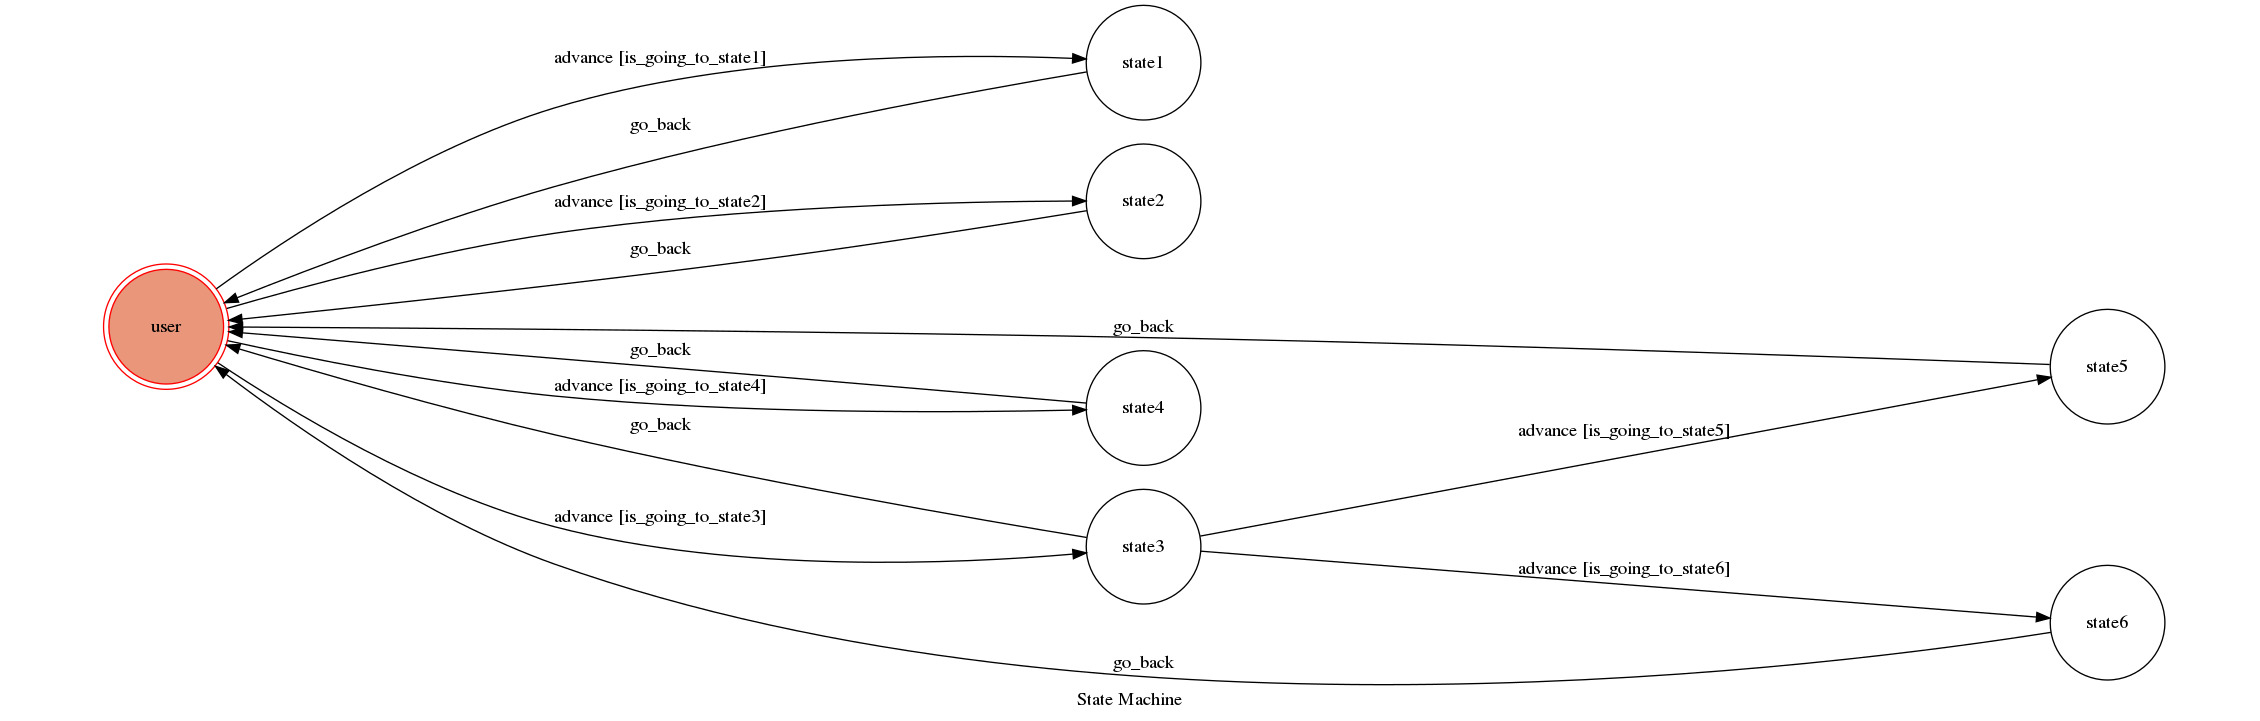 advance [is_going_to_state1]
state1
go_back
advance [is_going_to_state2]
state2
go_back
user
go_back
go_back
state5
advance [is_going_to_state4]
state4
go_back
advance [is_going_to_state5]
advance [is_going_to_state3]
state3
advance [is_going_to_state6]
state6
go_back
State Machine